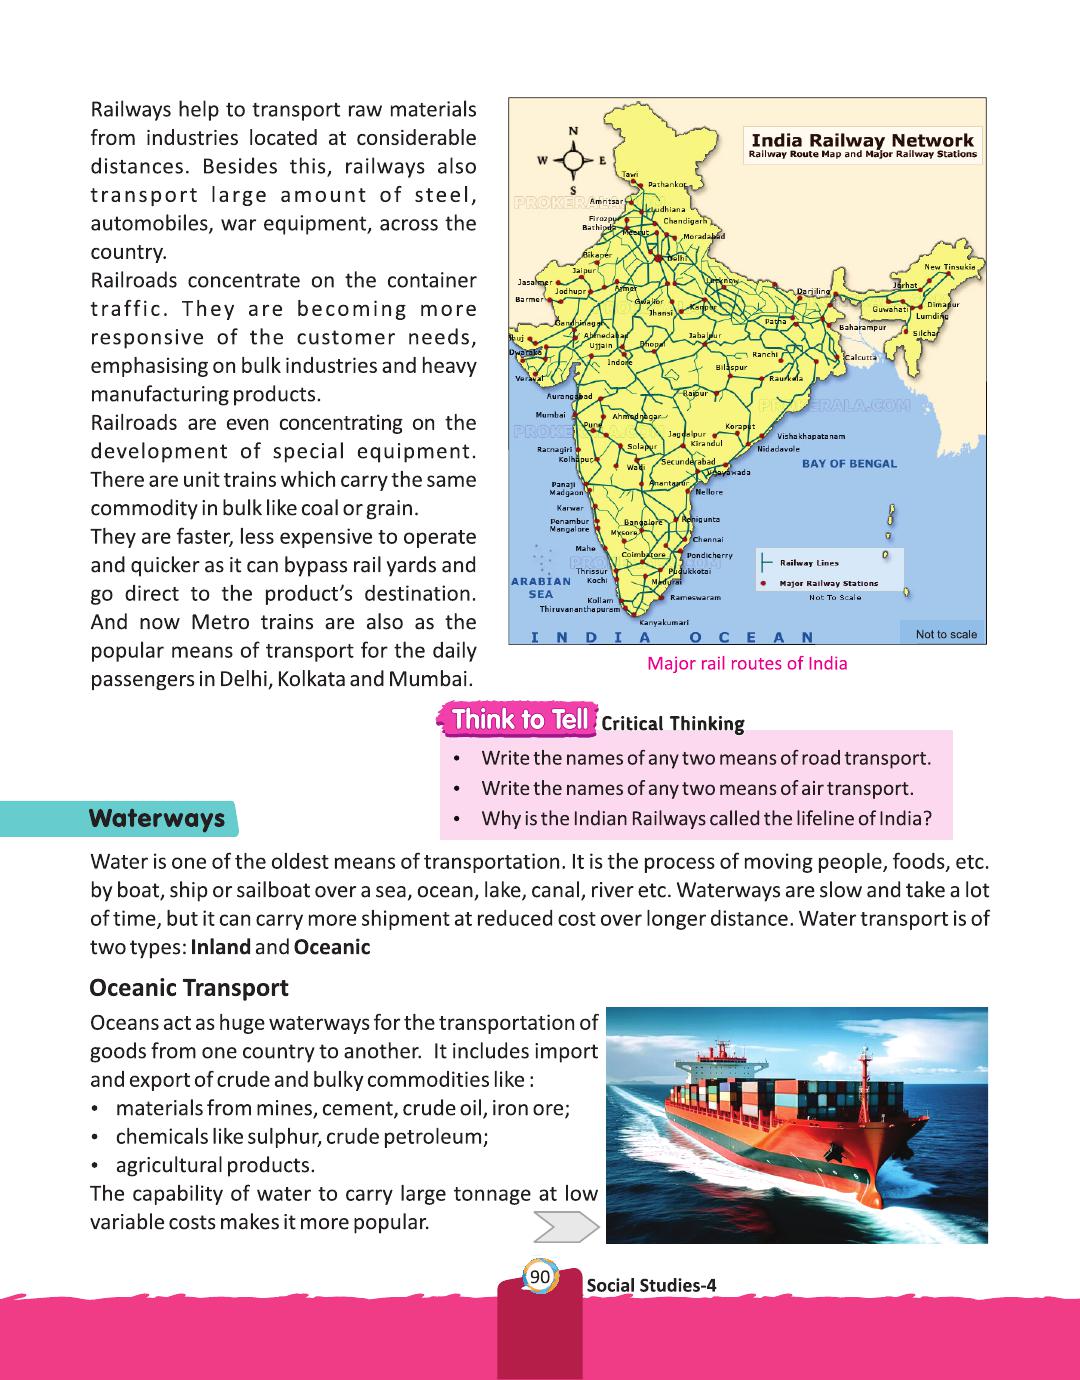 Railways help to transport raw materials
from industries located at considerable
distances. Besides this, railways also
transport large amount of steel,
automobiles, war equipment, across the
country.
Railroads concentrate on the container
traffic. They are becoming more
responsive of the customer needs,
emphasising on bulk industries and heavy
manufacturing products.
Railroads are even concentrating on the
development of special equipment.
There are unit trains which carry the same
commodity in bulk like coal or grain.
They are faster, less expensive to operate
and quicker as it can bypass rail yards and
go direct to the product's destination.
And now Metro trains are also as the
popular means of transport for the daily
passengers in Delhi, Kolkata and Mumbai.
India Railway Network
Railway Route Map and Major Railway Stations
N
W E
S
Tawi
Pathankot
Amritsar
Ludhiana
Firozpur
Chandigarh
Bathinda
Meerut
Moradabad
Bikaper
Delhi
Jaipur
New Tinsukia
Jasalmer
Lucknow
Jorhat
Jodhpur
Ajmer
Darjiling
Barmer
Gwalior
Kanpur
Dimapur
Jhansi
Guwahati
Lumding
Gandhinagar
Patha
Baharampur
Silchar
Bhuj
Ahmedabad
Jabalpur
Ujjain
Bhopal
Dwaraka
Ranchi
Calcutta
Indore
Bilaspur
Veraval
Raurkela
Aurangabad
Raipur
PROKERALA.COM
Mumbai
Ahmednagar
Pune
Koraput
Jagdalpur
Vishakhapatanam
Ratnagiri
Solapur
Kirandul
Nidadavole
Kolhapur
Wadi
Secunderabad
BAY OF BENGAL
Vijayawada
Panaji
Anantapur
Madgaon
Nellore
Karwar
Penambur
Bangalore
Renigunta
Mangalore
Mysore
Chennai
Mahe
Coimbatore
Pondicherry
Thrissur
Pudukkotai
Kochi
Madurai
ARABIAN
SEA
Kollam
Rameswaram
Thiruvananthapuram
Kanyakumari
Railway Lines
Major Railway Stations
Not To Scale
INDIA OCEAN
Not to scale
Major rail routes of India
Think to Tell Critical Thinking
• Write the names of any two means of road transport.
• Write the names of any two means of air transport.
• Why is the Indian Railways called the lifeline of India?
Waterways
Water is one of the oldest means of transportation. It is the process of moving people, foods, etc.
by boat, ship or sailboat over a sea, ocean, lake, canal, river etc. Waterways are slow and take a lot
of time, but it can carry more shipment at reduced cost over longer distance. Water transport is of
two types: Inland and Oceanic
Oceanic Transport
Oceans act as huge waterways for the transportation of
goods from one country to another. It includes import
and export of crude and bulky commodities like :
• materials from mines, cement, crude oil, iron ore;
• chemicals like sulphur, crude petroleum;
• agricultural products.
The capability of water to carry large tonnage at low
variable costs makes it more popular.
90
Social Studies-4